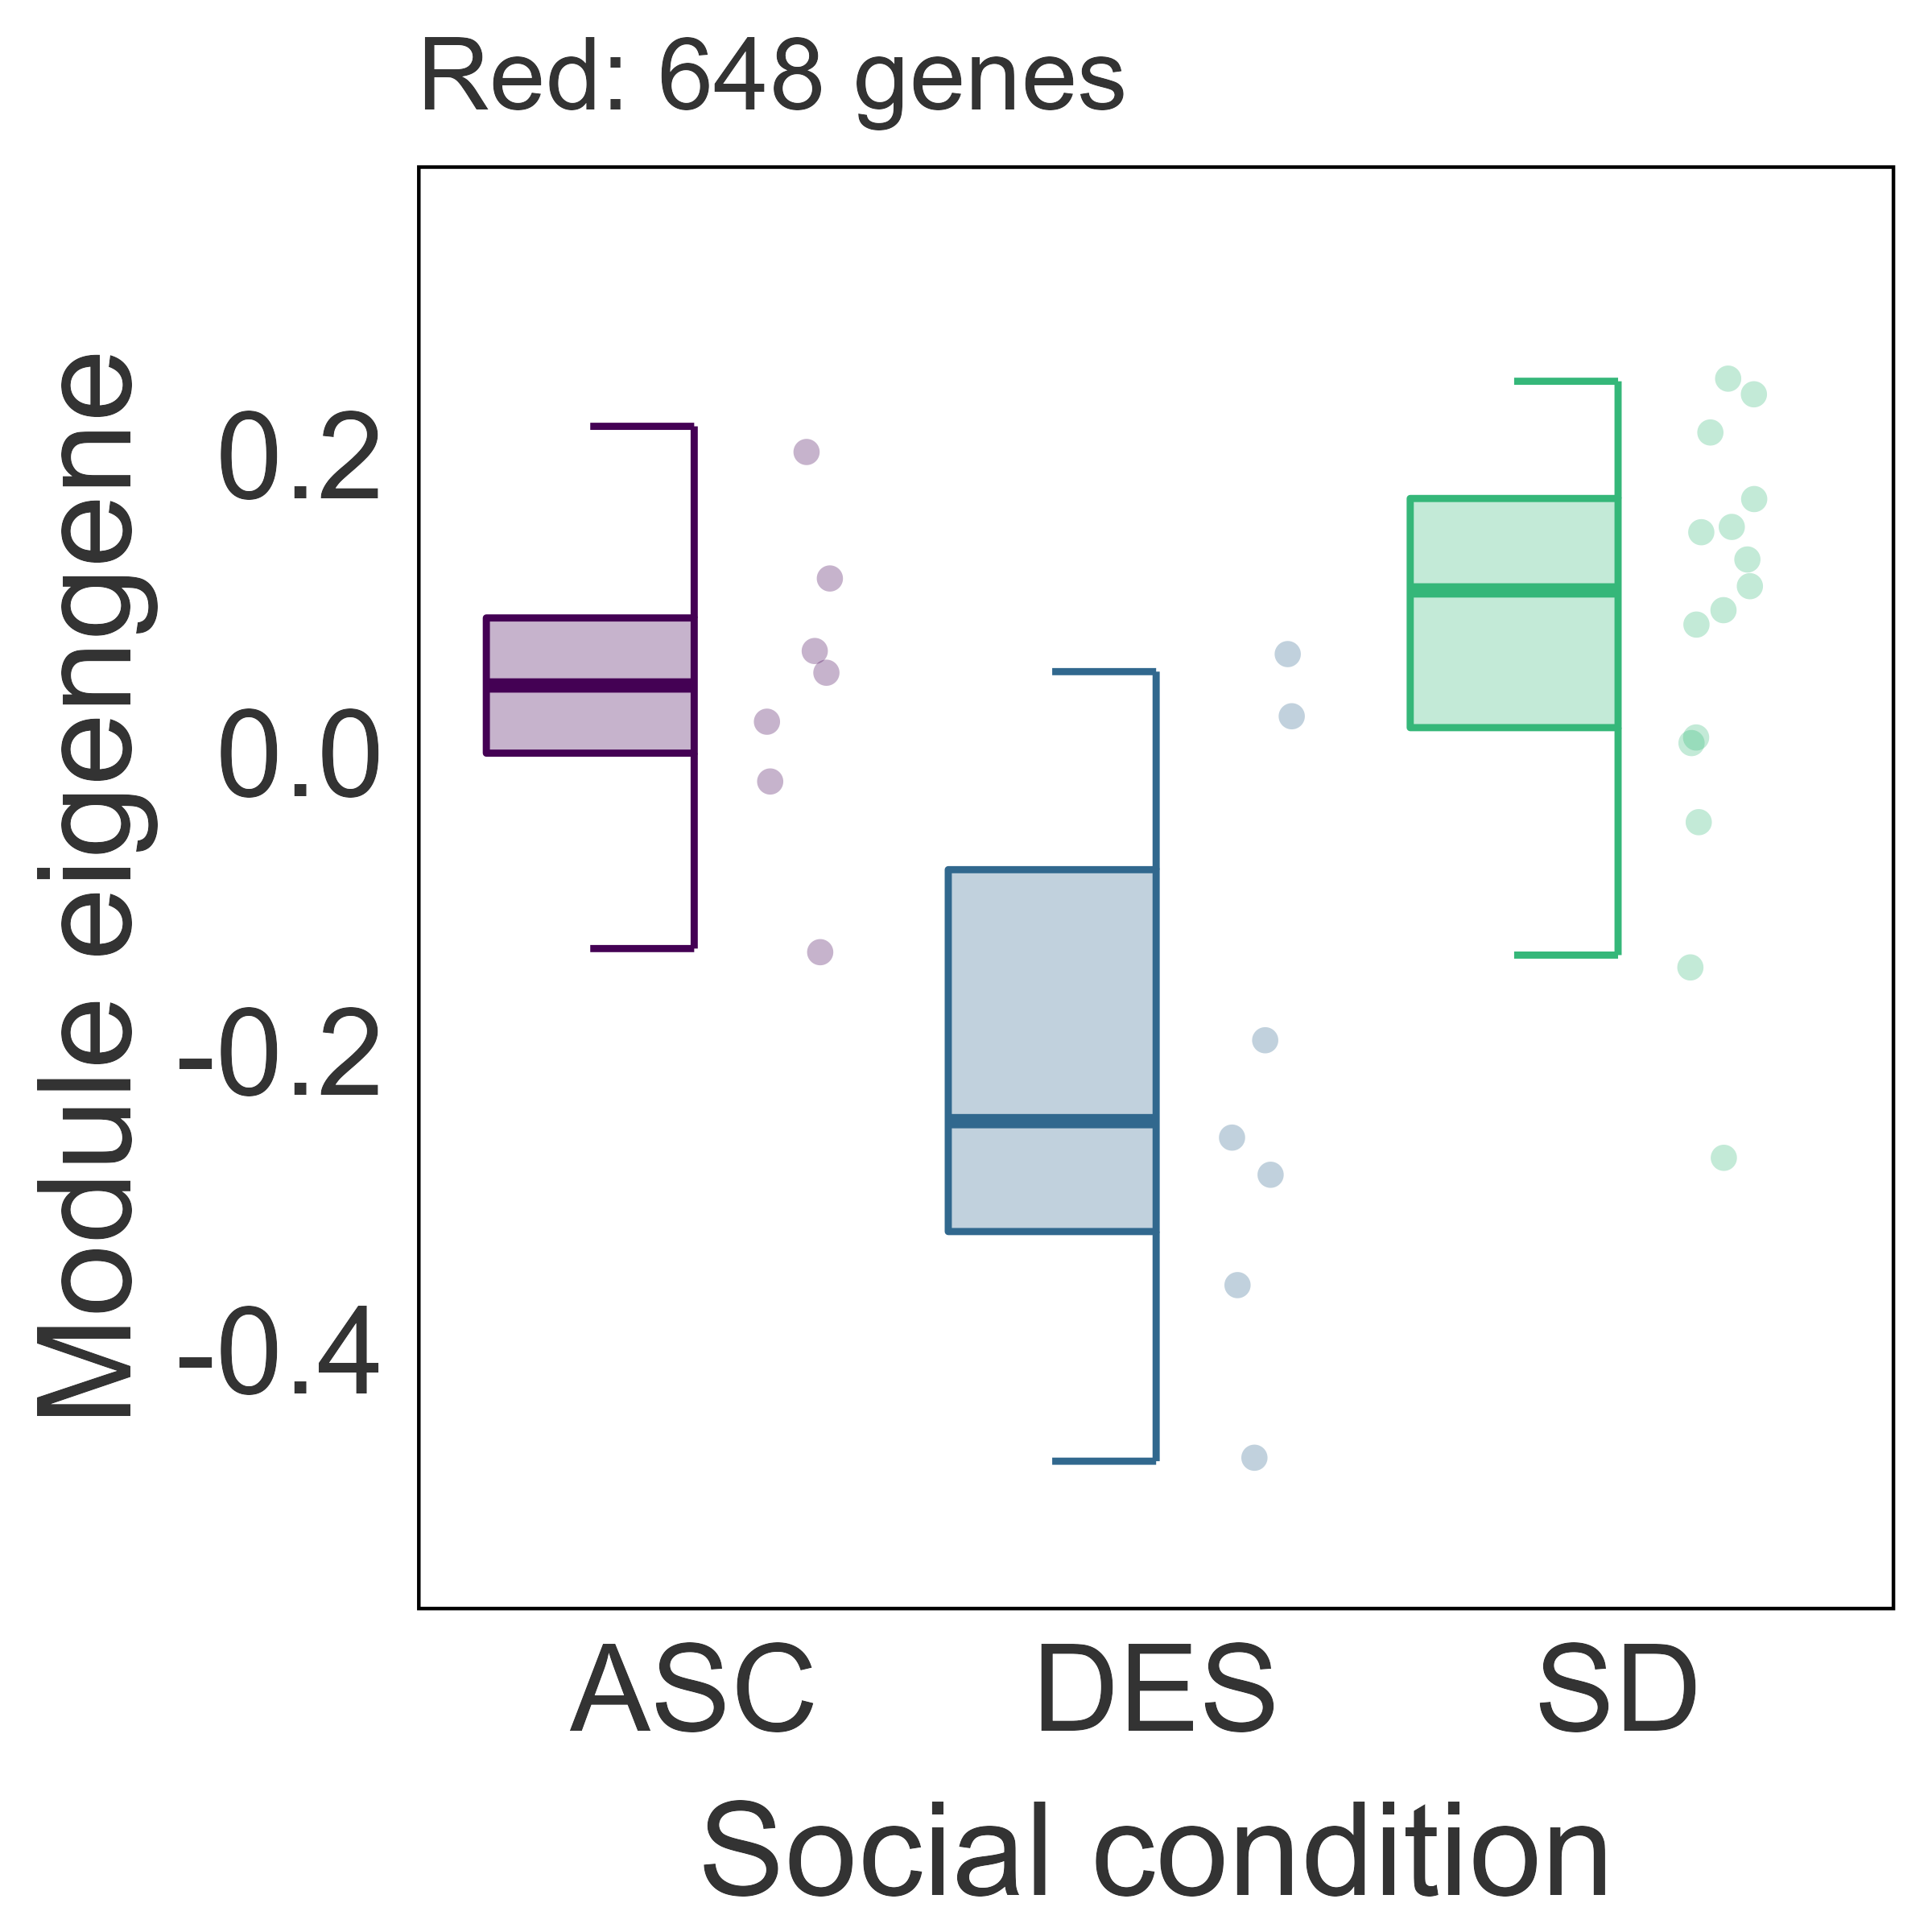 Red: 648 genes
Module eigengene
0.2
0.0
-0.2
-0.4
ASC DES SD
Social condition